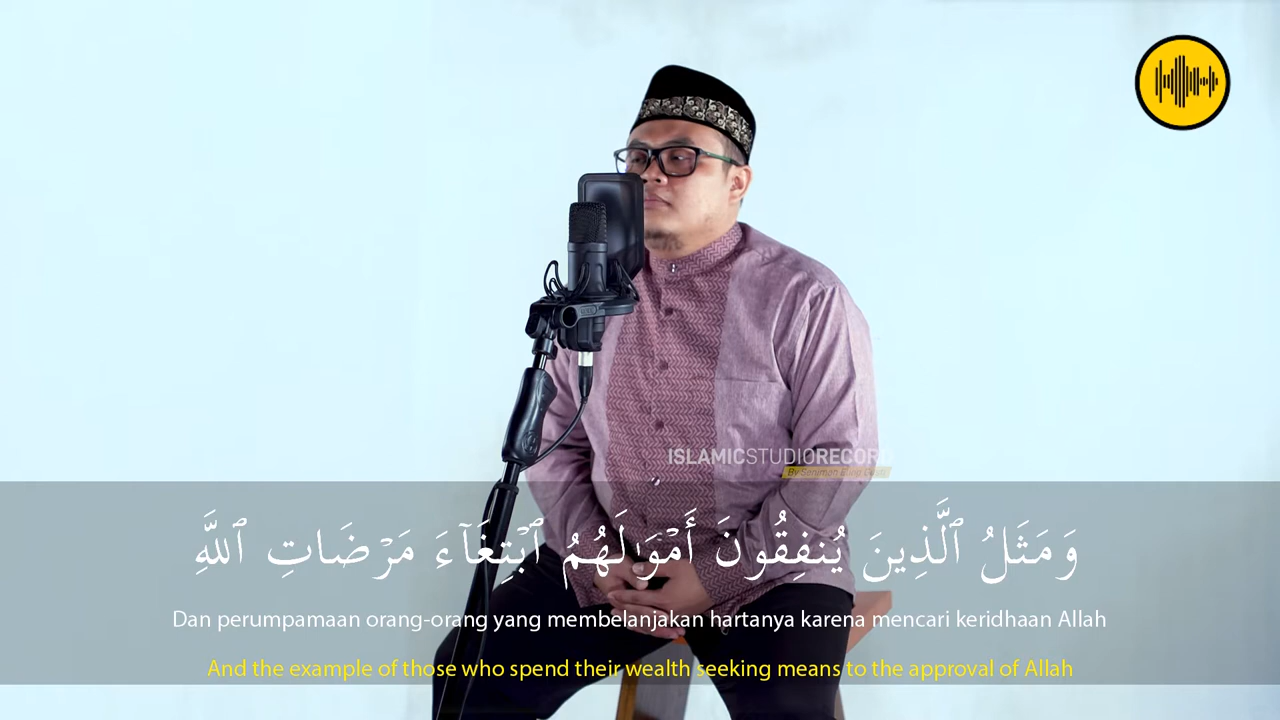 ISLAMICSTUDIORECORD
وَمَثَلُ ٱلَّذِينَ يُنفِقُونَ أَمْوَٰلَهُمُ ٱبْتِغَآءَ مَرْضَاتِ ٱللَّهِ
Dan perumpamaan orang-orang yang membelanjakan hartanya karena mencari keridhaan Allah
And the example of those who spend their wealth seeking means to the approval of Allah